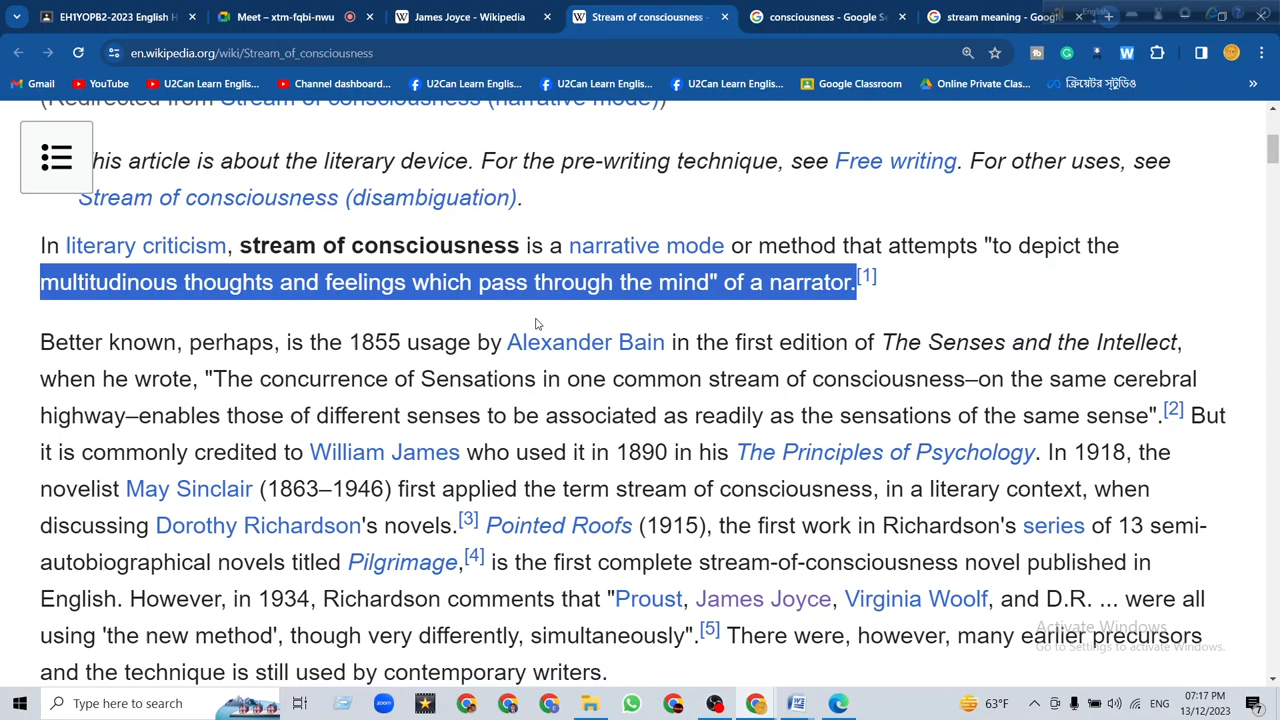 EH1YOPB2-2023 English H
Meet – xtm-fqbi-nwu
James Joyce - Wikipedia
Stream of consciousness -
consciousness - Google Se
stream meaning - Google
English
en.wikipedia.org/wiki/Stream_of_consciousness
Gmail
YouTube
U2Can Learn Englis...
Channel dashboard...
U2Can Learn Englis...
U2Can Learn Englis...
U2Can Learn Englis...
Google Classroom
Online Private Clas...
ক্রিয়েটর স্টুডিও
(Redirected from Stream of consciousness (narrative mode))
his article is about the literary device. For the pre-writing technique, see Free writing. For other uses, see
Stream of consciousness (disambiguation).
In literary criticism, stream of consciousness is a narrative mode or method that attempts "to depict the
multitudinous thoughts and feelings which pass through the mind" of a narrator.[1]
Better known, perhaps, is the 1855 usage by Alexander Bain in the first edition of The Senses and the Intellect,
when he wrote, "The concurrence of Sensations in one common stream of consciousness–on the same cerebral
highway–enables those of different senses to be associated as readily as the sensations of the same sense".[2] But
it is commonly credited to William James who used it in 1890 in his The Principles of Psychology. In 1918, the
novelist May Sinclair (1863–1946) first applied the term stream of consciousness, in a literary context, when
discussing Dorothy Richardson's novels.[3] Pointed Roofs (1915), the first work in Richardson's series of 13 semi-
autobiographical novels titled Pilgrimage,[4] is the first complete stream-of-consciousness novel published in
English. However, in 1934, Richardson comments that "Proust, James Joyce, Virginia Woolf, and D.R. ... were all
using 'the new method', though very differently, simultaneously".[5] There were, however, many earlier precursors
and the technique is still used by contemporary writers.
Activate Windows
Go to Settings to activate Windows.
Type here to search
zoom
63°F
ENG
07:17 PM
13/12/2023
7